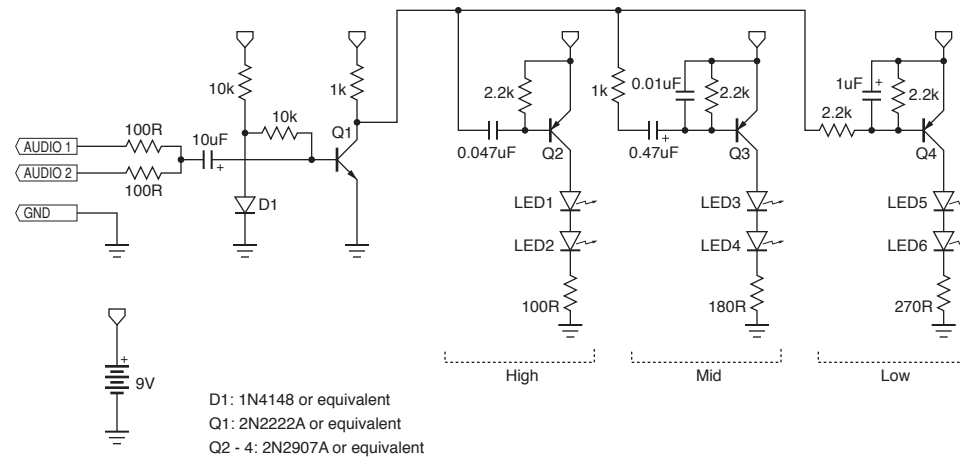 10k
1k
10k
Q1
AUDIO 1
100R
10uF
+
AUDIO 2
100R
GND
D1
2.2k
0.047uF
Q2
LED1
LED2
100R
High
1k
0.01uF
2.2k
0.47uF
+
Q3
LED3
LED4
180R
Mid
1uF
+
2.2k
2.2k
Q4
LED5
LED6
270R
Low
+
9V
D1: 1N4148 or equivalent
Q1: 2N2222A or equivalent
Q2 - 4: 2N2907A or equivalent